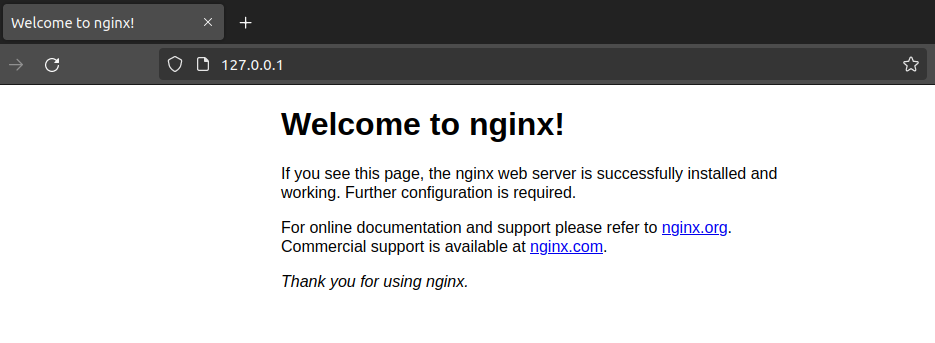 Welcome to nginx!
127.0.0.1
Welcome to nginx!
If you see this page, the nginx web server is successfully installed and
working. Further configuration is required.
For online documentation and support please refer to nginx.org.
Commercial support is available at nginx.com.
Thank you for using nginx.